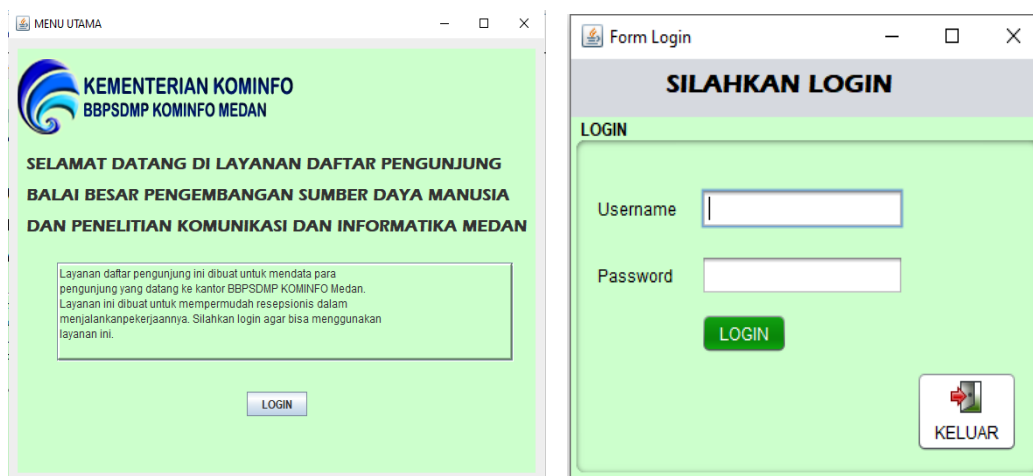 MENU UTAMA
KEMENTERIAN KOMINFO
BBPSDMP KOMINFO MEDAN
SELAMAT DATANG DI LAYANAN DAFTAR PENGUNJUNG
BALAI BESAR PENGEMBANGAN SUMBER DAYA MANUSIA
DAN PENELITIAN KOMUNIKASI DAN INFORMATIKA MEDAN
Layanan daftar pengunjung ini dibuat untuk mendata para
pengunjung yang datang ke kantor BBPSDMP KOMINFO Medan.
Layanan ini dibuat untuk mempermudah resepsionis dalam
menjalankanpekerjaannya. Silahkan login agar bisa menggunakan
layanan ini.
LOGIN
Form Login
SILAHKAN LOGIN
LOGIN
Username
Password
LOGIN
KELUAR